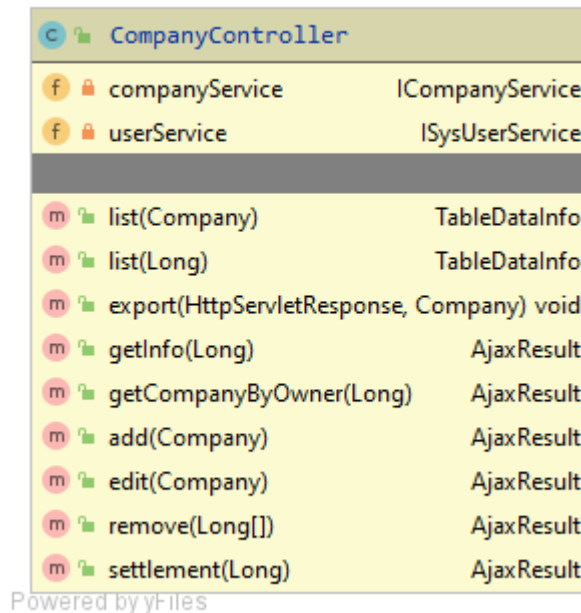 C CompanyController
f companyService ICompanyService
f userService ISysUserService
m list(Company) TableDataInfo
m list(Long) TableDataInfo
m export(HttpServletResponse, Company) void
m getInfo(Long) AjaxResult
m getCompanyByOwner(Long) AjaxResult
m add(Company) AjaxResult
m edit(Company) AjaxResult
m remove(Long[]) AjaxResult
m settlement(Long) AjaxResult
Powered by yFiles